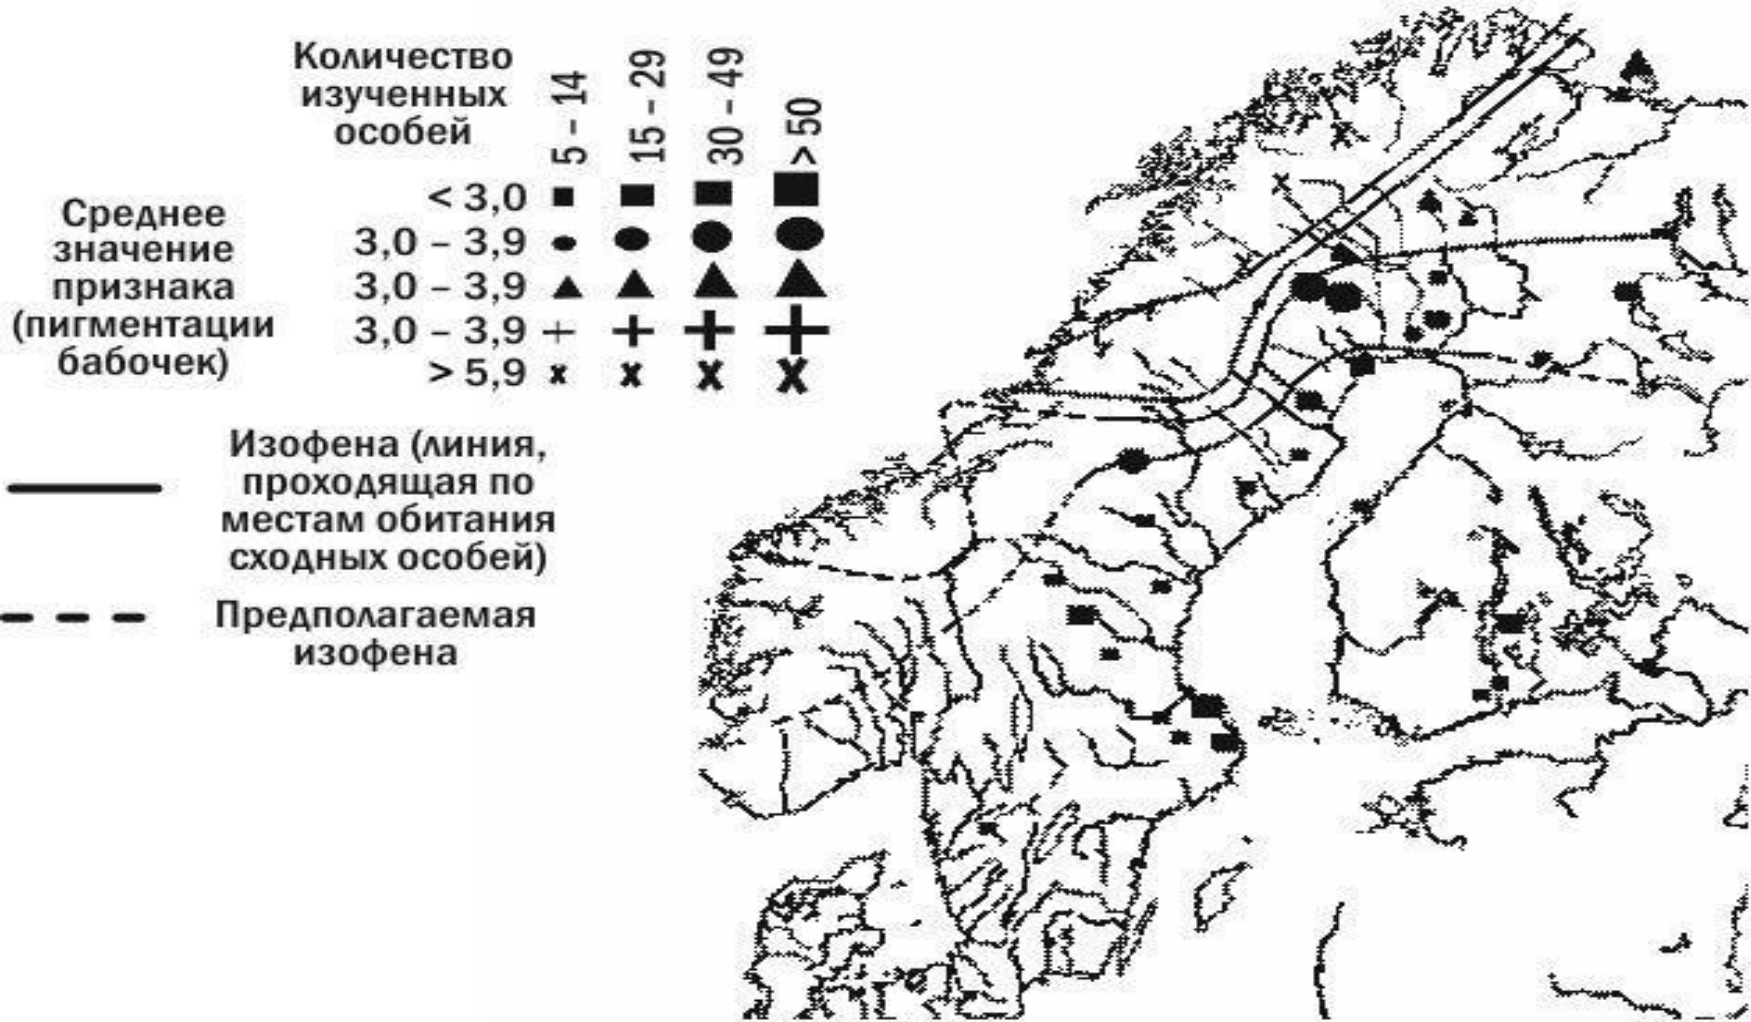 Количество
изученных
особей
5 – 14
15 – 29
30 – 49
> 50
Среднее
значение
признака
(пигментации
бабочек)
< 3,0
3,0 – 3,9
3,0 – 3,9
3,0 – 3,9
> 5,9
Изофена (линия,
проходящая по
местам обитания
сходных особей)
Предполагаемая
изофена